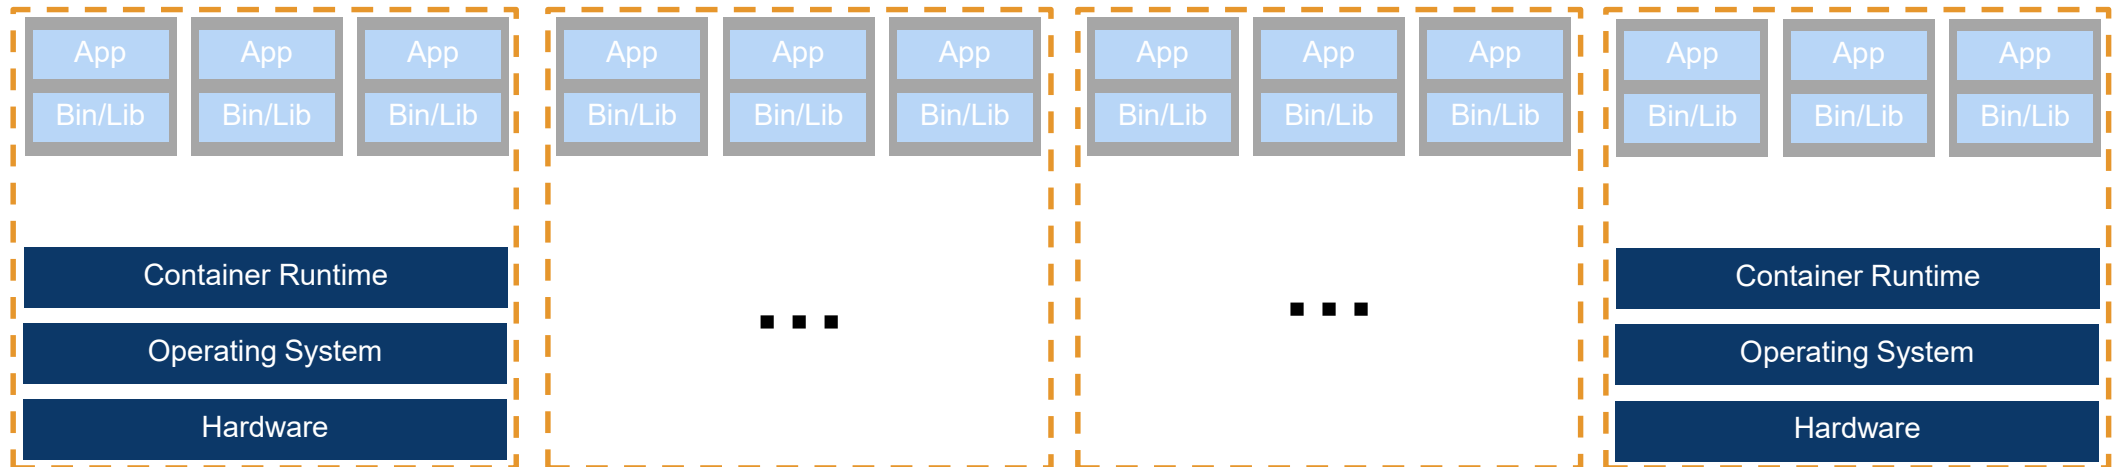 App App App App App App App App App App App App
Bin/Lib Bin/Lib Bin/Lib Bin/Lib Bin/Lib Bin/Lib Bin/Lib Bin/Lib Bin/Lib Bin/Lib Bin/Lib Bin/Lib
Container Runtime Container Runtime
... ...
Operating System Operating System
Hardware Hardware